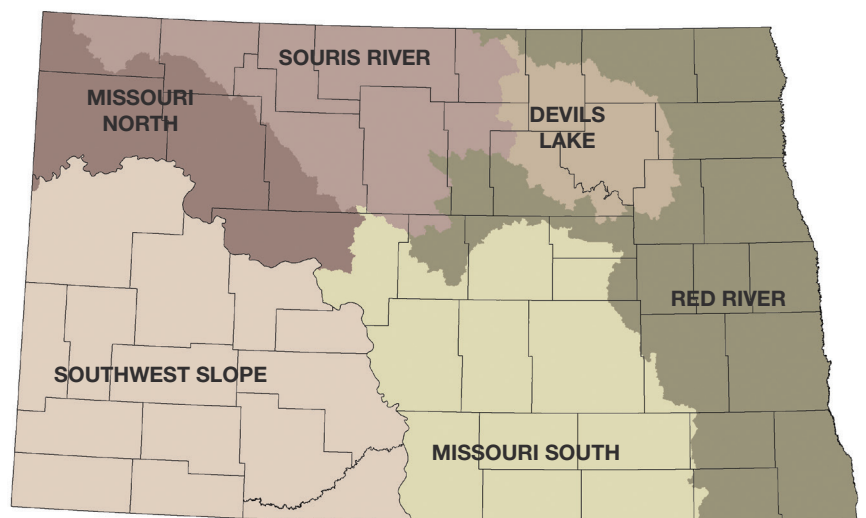 SOURIS RIVER
MISSOURI
NORTH
DEVILS
LAKE
RED RIVER
SOUTHWEST SLOPE
MISSOURI SOUTH